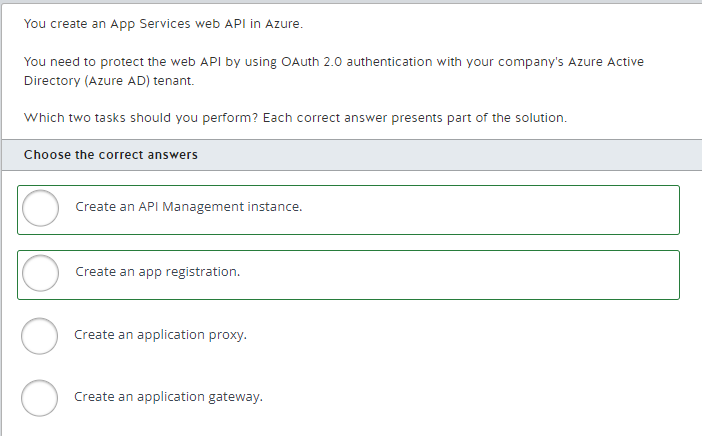 You create an App Services web API in Azure.
You need to protect the web API by using OAuth 2.0 authentication with your company's Azure Active
Directory (Azure AD) tenant.
Which two tasks should you perform? Each correct answer presents part of the solution.
Choose the correct answers
Create an API Management instance.
Create an app registration.
Create an application proxy.
Create an application gateway.